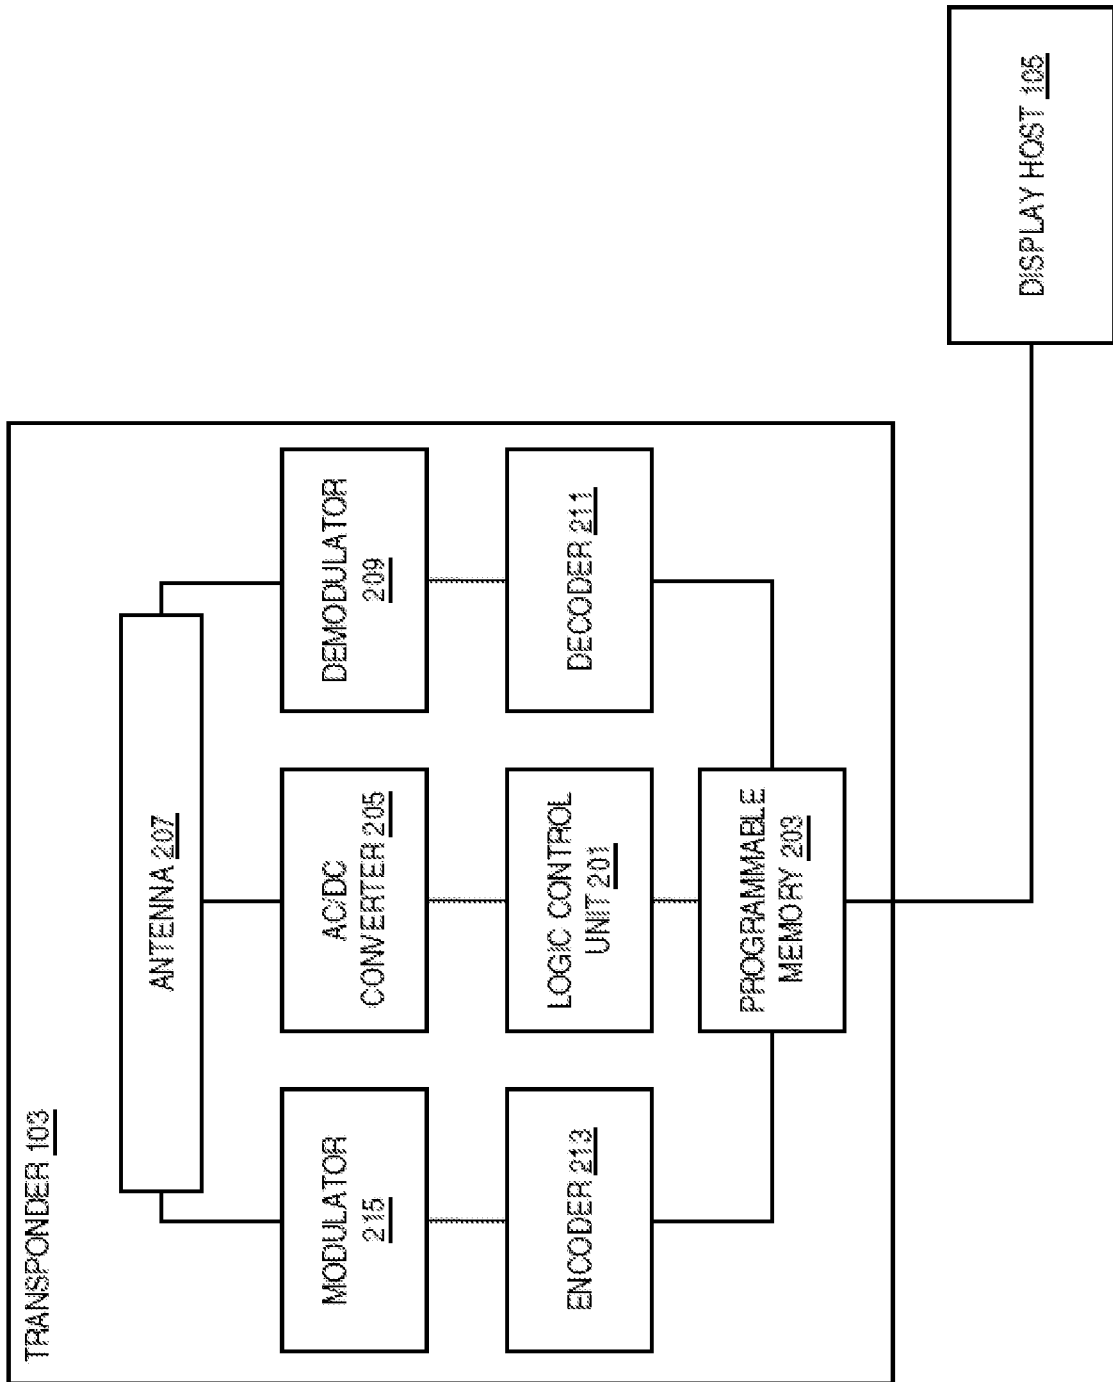 TRANSPONDER 103
ANTENNA 207
MODULATOR
215
AC/DC
CONVERTER 205
DEMODULATOR
209
ENCODER 213
LOGIC CONTROL
UNIT 201
DECODER 211
PROGRAMMABLE
MEMORY 203
DISPLAY HOST 105